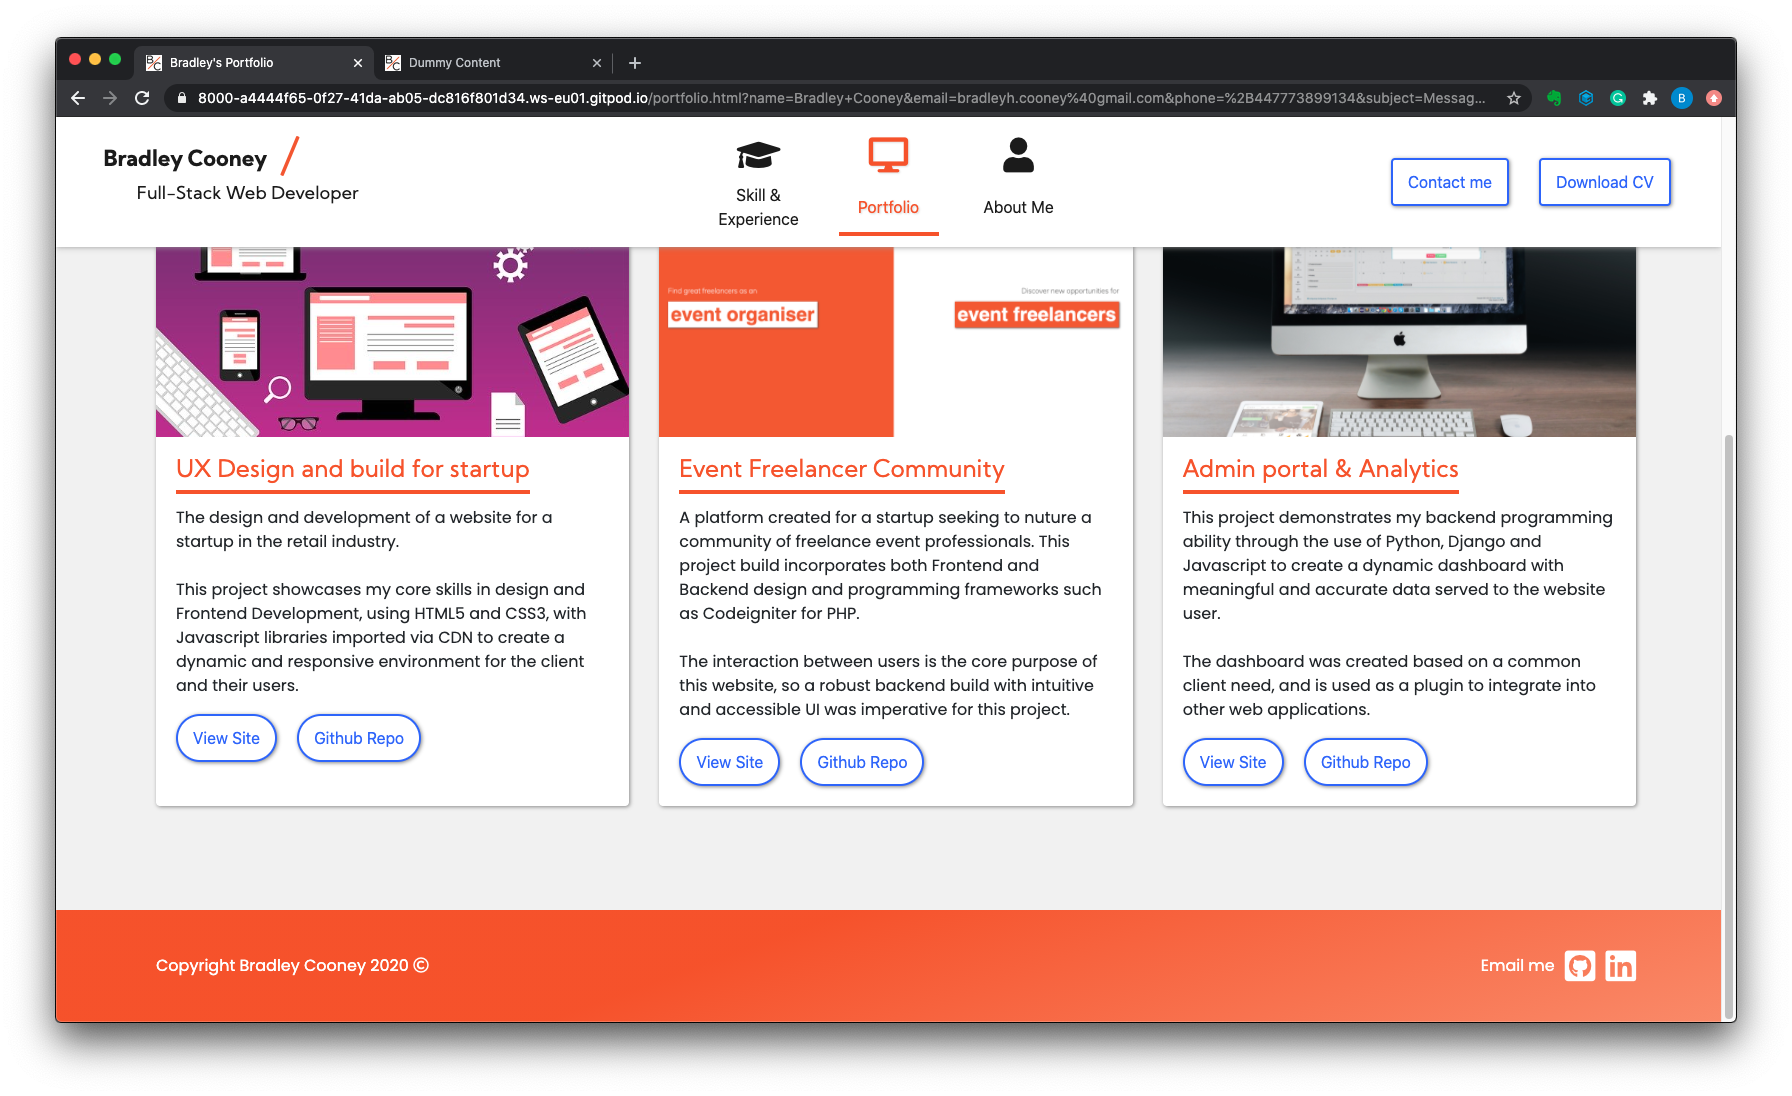 Bradley's Portfolio
Dummy Content
8000-a4444f65-0f27-41da-ab05-dc816f801d34.ws-eu01.gitpod.io/portfolio.html?name=Bradley+Cooney&email=bradleyh.cooney%40gmail.com&phone=%2B447773899134&subject=Messag...
Bradley Cooney
Full-Stack Web Developer
Skill &
Experience
Portfolio
About Me
Contact me
Download CV
Find great freelancers as an
event organiser
Discover new opportunities for
event freelancers
UX Design and build for startup
The design and development of a website for a
startup in the retail industry.
This project showcases my core skills in design and
Frontend Development, using HTML5 and CSS3, with
Javascript libraries imported via CDN to create a
dynamic and responsive environment for the client
and their users.
View Site
Github Repo
Event Freelancer Community
A platform created for a startup seeking to nuture a
community of freelance event professionals. This
project build incorporates both Frontend and
Backend design and programming frameworks such
as Codeigniter for PHP.
The interaction between users is the core purpose of
this website, so a robust backend build with intuitive
and accessible UI was imperative for this project.
View Site
Github Repo
Admin portal & Analytics
This project demonstrates my backend programming
ability through the use of Python, Django and
Javascript to create a dynamic dashboard with
meaningful and accurate data served to the website
user.
The dashboard was created based on a common
client need, and is used as a plugin to integrate into
other web applications.
View Site
Github Repo
Copyright Bradley Cooney 2020 ©
Email me